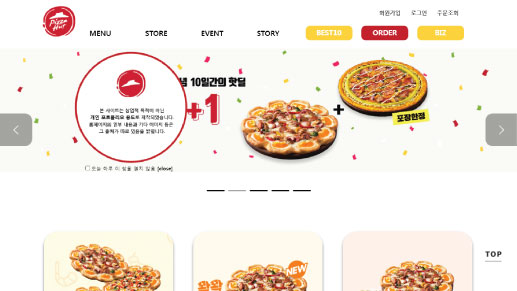 회원가입 로그인 주문조회
Pizza
Hut
MENU STORE EVENT STORY
BEST10 ORDER BIZ
념 10일간의 핫딜
+1
+
포장한정
본 사이트는 상업적 목적이 아닌
개인 포트폴리오 용도로 제작되었습니다.
홈페이지의 일부 내용과 기타 이미지 등은
그 출처가 따로 있음을 밝힙니다.
오늘 하루 이 창을 열지 않음 [close]
TOP
NEW
왕왕